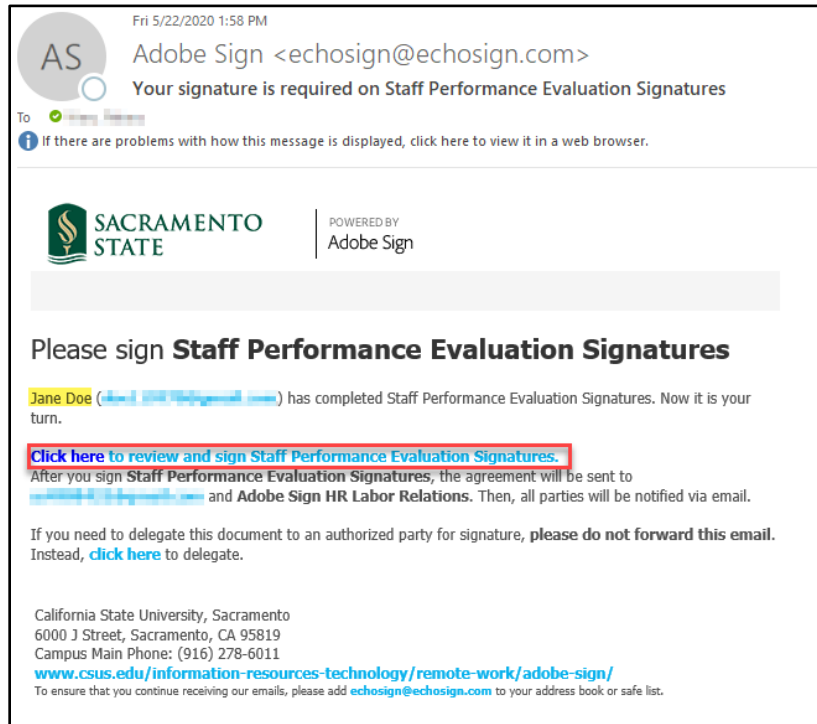 Fri 5/22/2020 1:58 PM
AS
Adobe Sign <echosign@echosign.com>
Your signature is required on Staff Performance Evaluation Signatures
To
If there are problems with how this message is displayed, click here to view it in a web browser.
SACRAMENTO
STATE
POWERED BY
Adobe Sign
Please sign Staff Performance Evaluation Signatures
Jane Doe ( ) has completed Staff Performance Evaluation Signatures. Now it is your
turn.
Click here to review and sign Staff Performance Evaluation Signatures.
After you sign Staff Performance Evaluation Signatures, the agreement will be sent to
and Adobe Sign HR Labor Relations. Then, all parties will be notified via email.
If you need to delegate this document to an authorized party for signature, please do not forward this email.
Instead, click here to delegate.
California State University, Sacramento
6000 J Street, Sacramento, CA 95819
Campus Main Phone: (916) 278-6011
www.csus.edu/information-resources-technology/remote-work/adobe-sign/
To ensure that you continue receiving our emails, please add echosign@echosign.com to your address book or safe list.